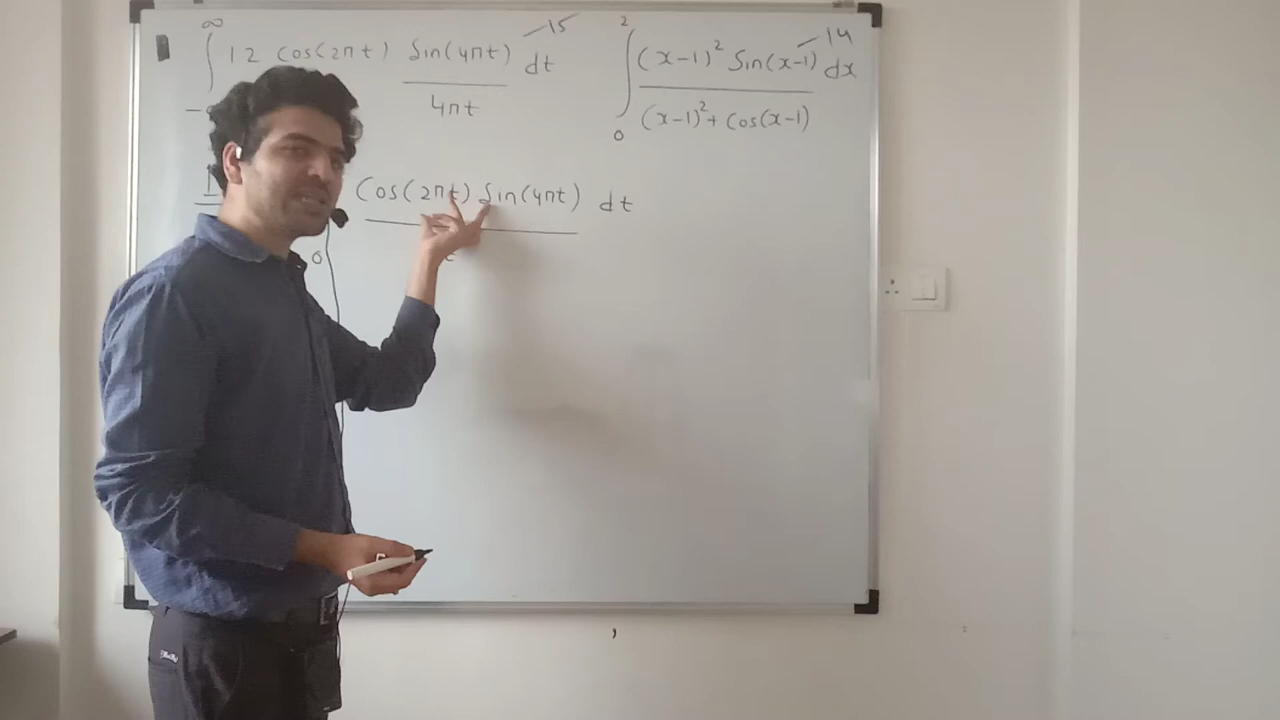 ∞ ∫ 12 cos(2πt) Sin(4πt) / 4πt dt – 15
2 ∫ 0 (x-1)² Sin(x-1) / (x-1)² + Cos(x-1) dx – 14
0 Cos(2πt) Sin(4πt) dt